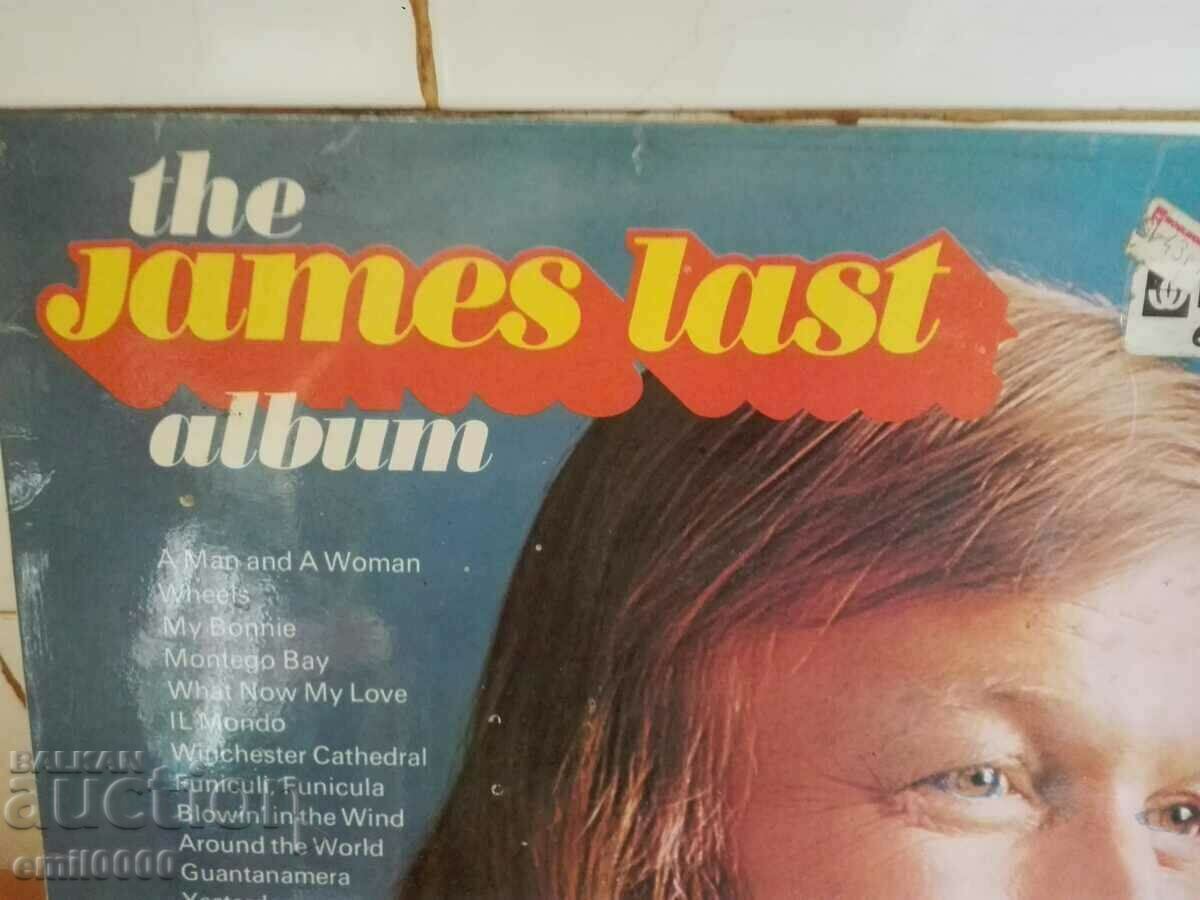 the
James last
album
A Man and A Woman
Wheels
My Bonnie
Montego Bay
What Now My Love
IL Mondo
Winchester Cathedral
Funiculi, Funicula
Blowin' in the Wind
Around the World
Guantanamera
BALKAN
auction
emil0000